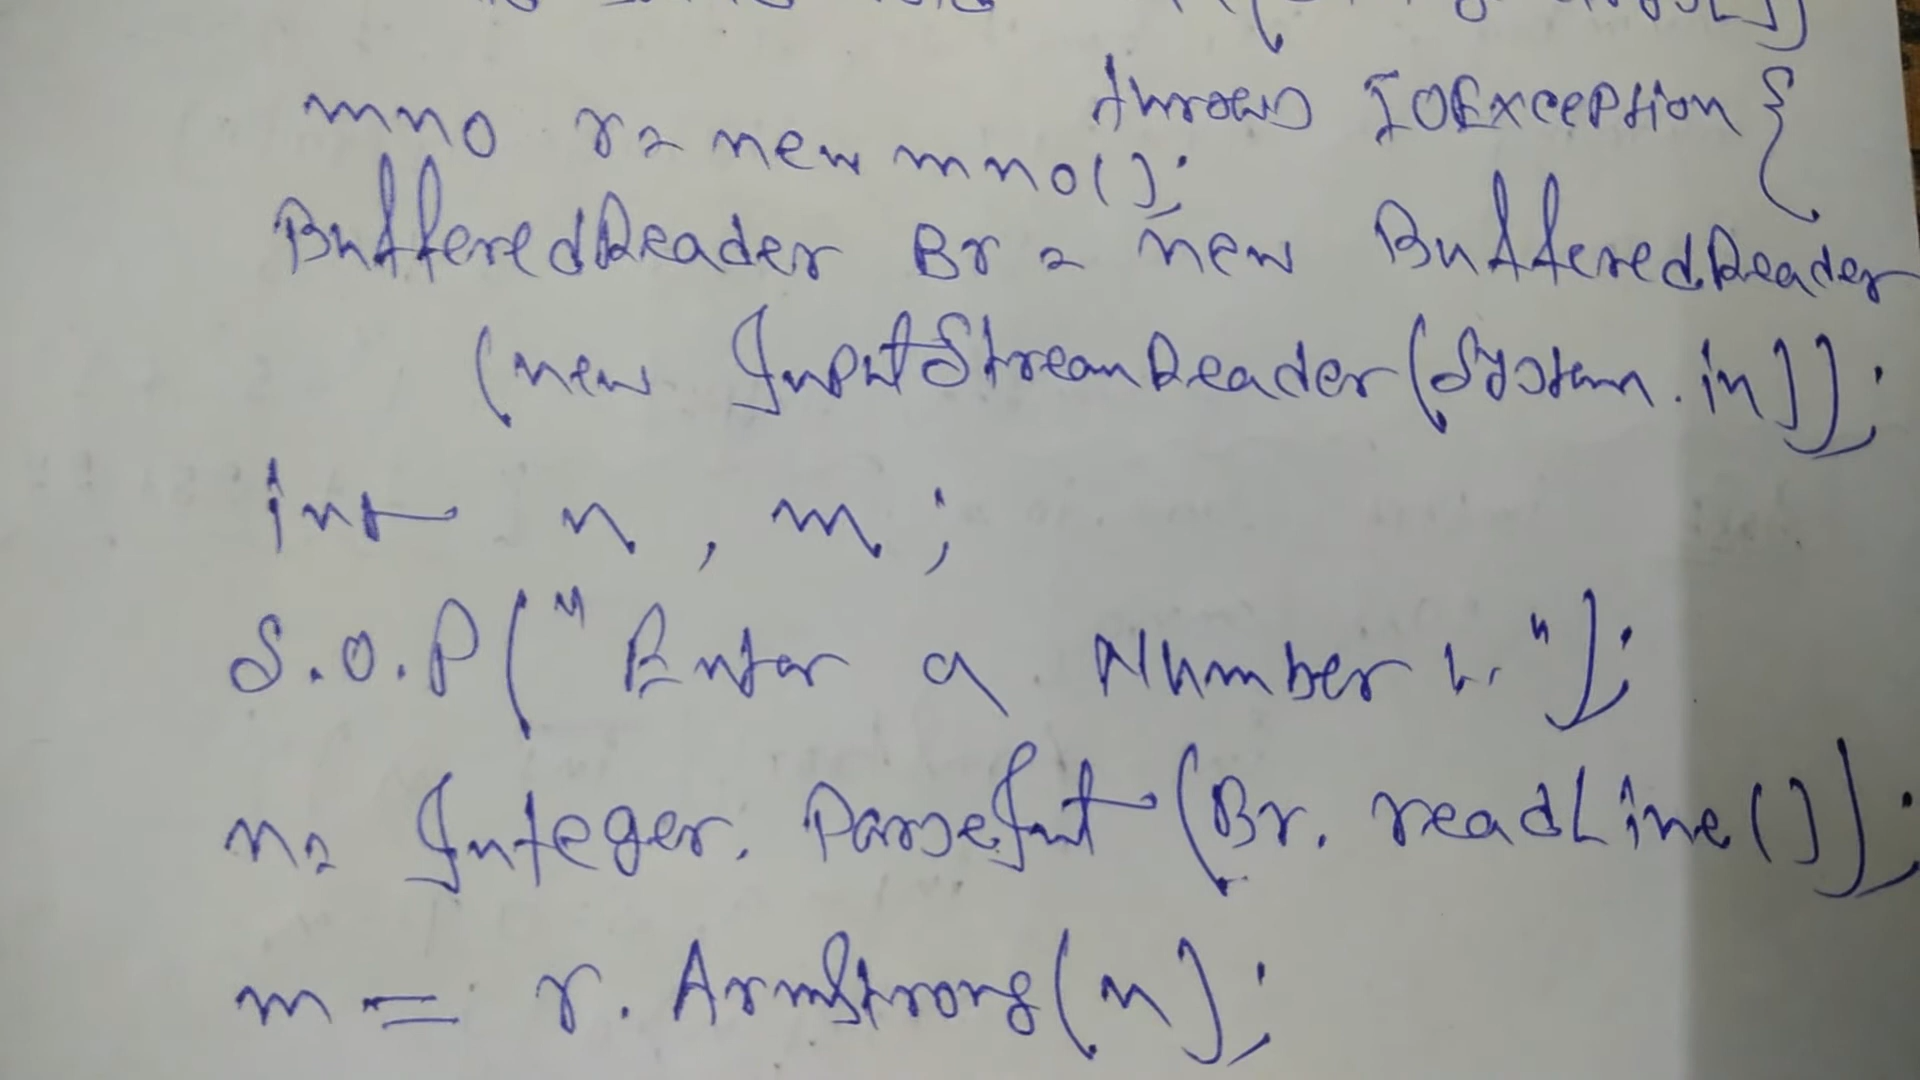 throws IOException {
mno r = new mno();
BufferedReader Br = new BufferedReader
(new InputStreamReader(System.in));
int n, m;
S.O.P("Enter a Number :-");
n = Integer.ParseInt(Br.readLine());
m = r.Armstrong(n);